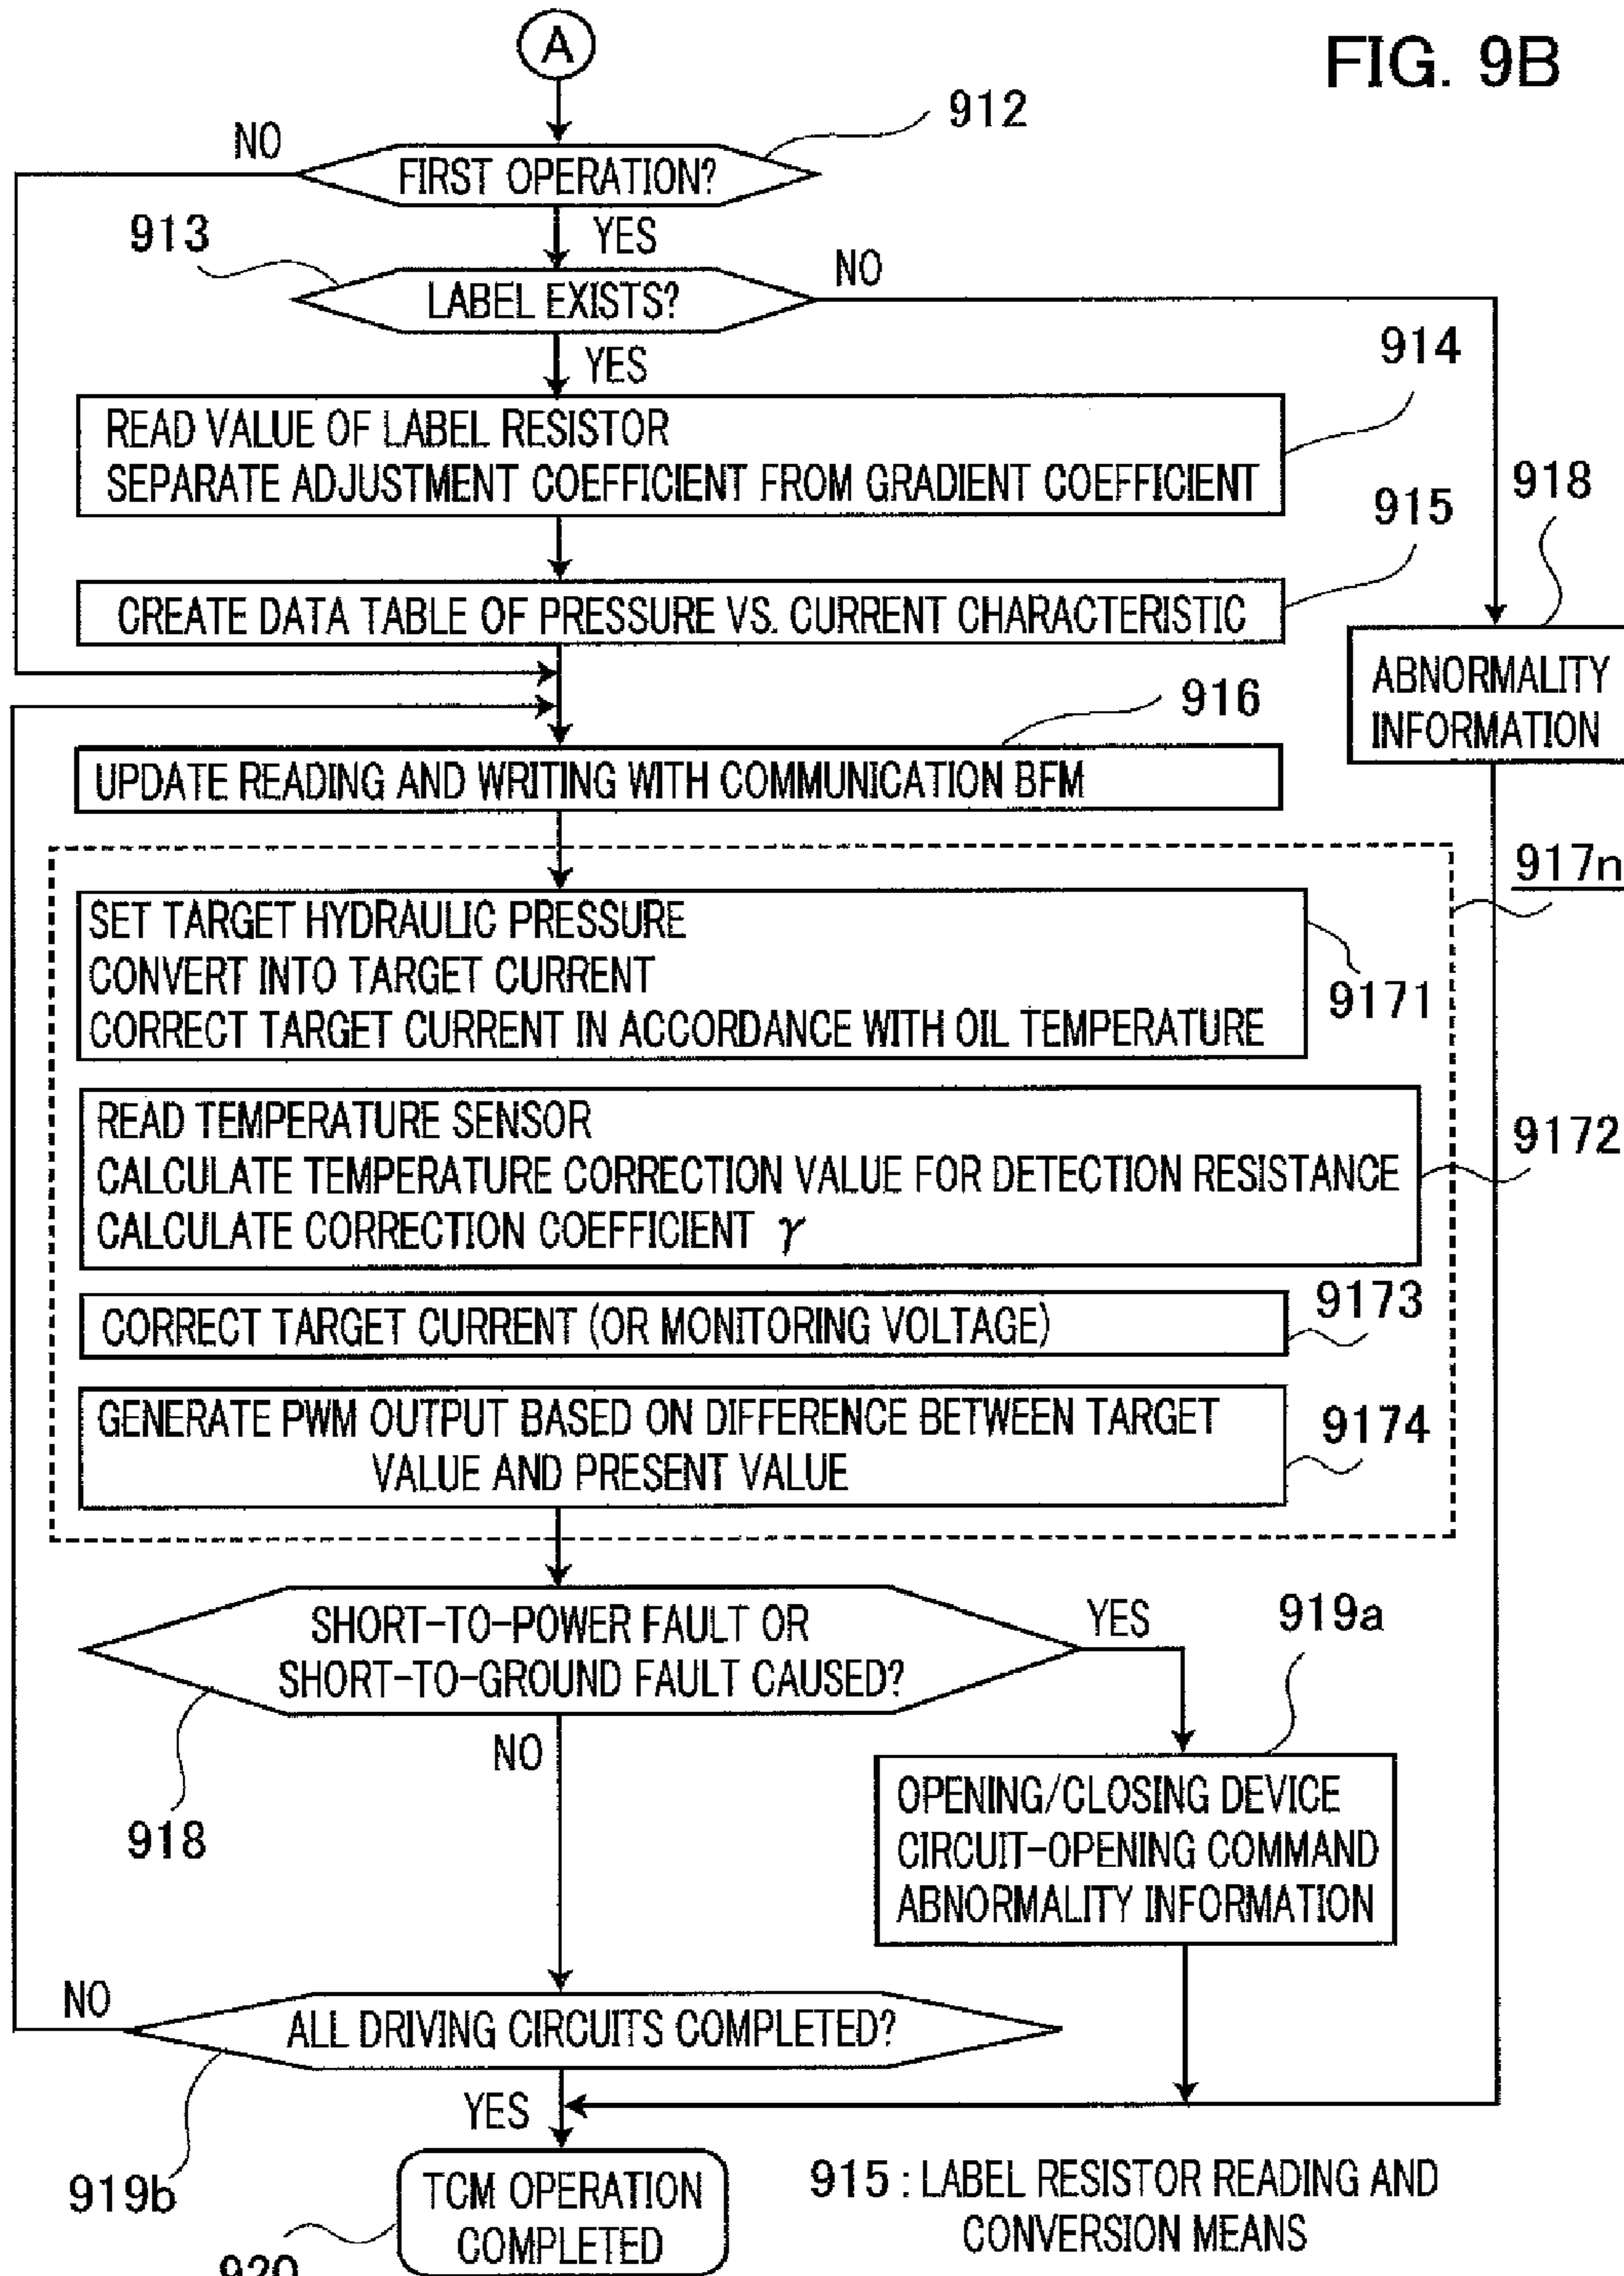 A
FIG. 9B
912
NO
FIRST OPERATION?
YES
913
NO
LABEL EXISTS?
YES
914
READ VALUE OF LABEL RESISTOR
SEPARATE ADJUSTMENT COEFFICIENT FROM GRADIENT COEFFICIENT
918
915
CREATE DATA TABLE OF PRESSURE VS. CURRENT CHARACTERISTIC
ABNORMALITY
INFORMATION
916
UPDATE READING AND WRITING WITH COMMUNICATION BFM
917n
SET TARGET HYDRAULIC PRESSURE
CONVERT INTO TARGET CURRENT
CORRECT TARGET CURRENT IN ACCORDANCE WITH OIL TEMPERATURE
9171
READ TEMPERATURE SENSOR
CALCULATE TEMPERATURE CORRECTION VALUE FOR DETECTION RESISTANCE
CALCULATE CORRECTION COEFFICIENT γ
9172
CORRECT TARGET CURRENT (OR MONITORING VOLTAGE)
9173
GENERATE PWM OUTPUT BASED ON DIFFERENCE BETWEEN TARGET
VALUE AND PRESENT VALUE
9174
SHORT-TO-POWER FAULT OR
SHORT-TO-GROUND FAULT CAUSED?
YES
919a
NO
918
OPENING/CLOSING DEVICE
CIRCUIT-OPENING COMMAND
ABNORMALITY INFORMATION
NO
ALL DRIVING CIRCUITS COMPLETED?
YES
919b
TCM OPERATION
COMPLETED
920
915 : LABEL RESISTOR READING AND
CONVERSION MEANS